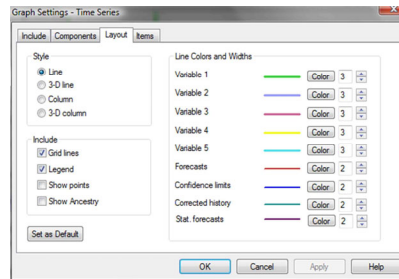 Graph Settings - Time Series
Include Components Layout Items
Style
Line
3-D line
Column
3-D column
Include
Grid lines
Legend
Show points
Show Ancestry
Set as Default
Line Colors and Widths
Variable 1 Color 3
Variable 2 Color 3
Variable 3 Color 3
Variable 4 Color 3
Variable 5 Color 3
Forecasts Color 2
Confidence limits Color 2
Corrected history Color 2
Stat. forecasts Color 2
OK Cancel Apply Help